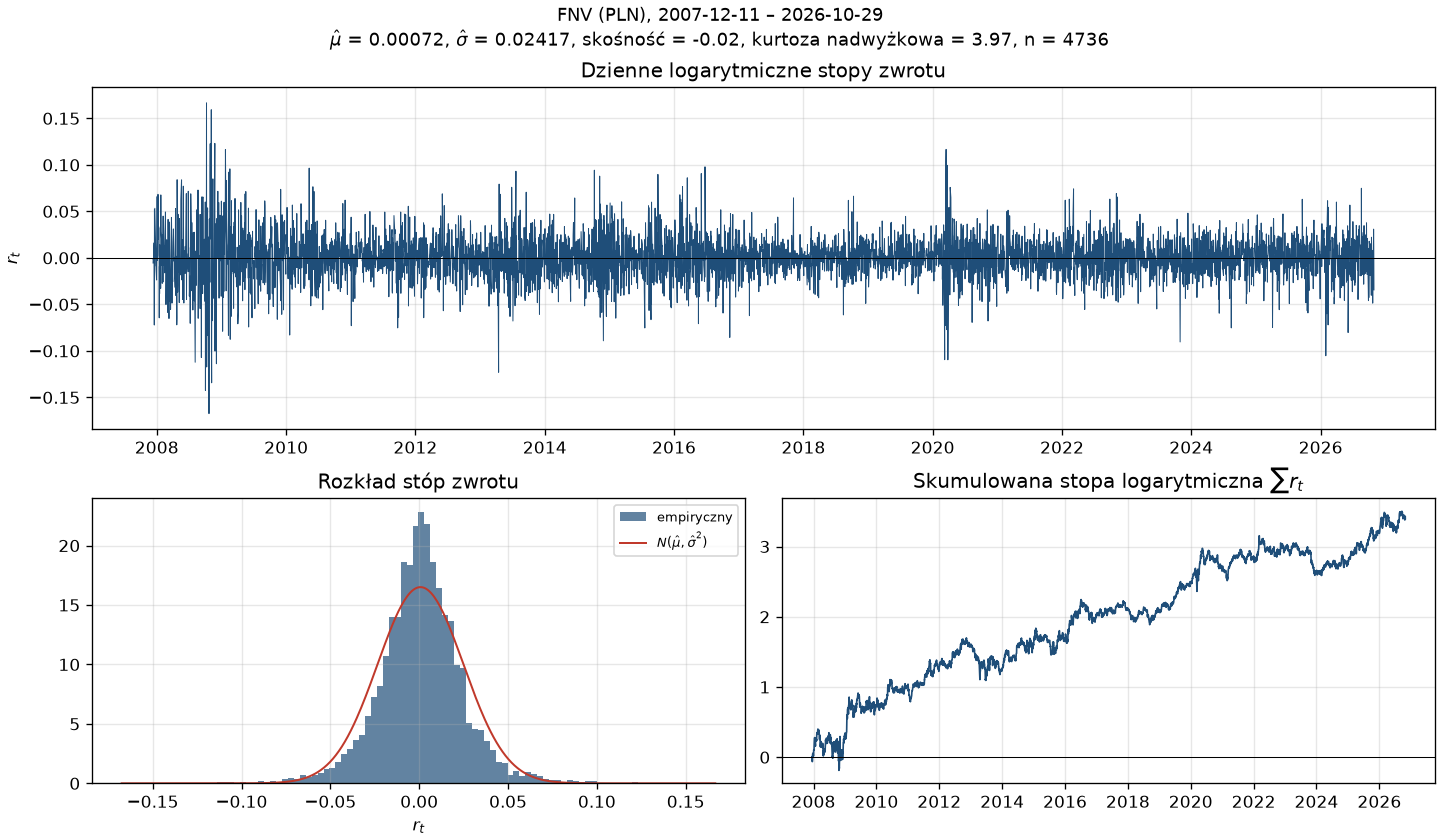 FNV (PLN), 2007-12-11 – 2026-10-29
μ̂ = 0.00072, σ̂ = 0.02417, skośność = -0.02, kurtoza nadwyżkowa = 3.97, n = 4736
Dzienne logarytmiczne stopy zwrotu
0.15
0.10
0.05
0.00
−0.05
−0.10
−0.15
r_t
2008 2010 2012 2014 2016 2018 2020 2022 2024 2026
Rozkład stóp zwrotu
empiryczny
N(μ̂, σ̂²)
20
15
10
5
0
−0.15 −0.10 −0.05 0.00 0.05 0.10 0.15
r_t
Skumulowana stopa logarytmiczna ∑r_t
3
2
1
0
2008 2010 2012 2014 2016 2018 2020 2022 2024 2026